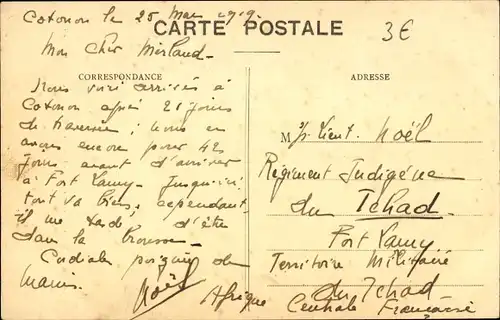 Cotonou le 25 Mai 1919.
CARTE POSTALE
3€
Mon cher
CORRESPONDANCE
Nous voici arrivés à
Cotonou après 21 jours
de traversée ; nous en
avons encore pour 45
jours avant d'arriver
à Fort Lamy. Jusqu'ici
tout va bien, cependant,
il me tarde d'être
dans la brousse.
Cordiale poignée de
mains. Noël
ADRESSE
M s/s. Lieut. Noël
Régiment Indigène
du Tchad
Fort Lamy
Territoire Militaire
du Tchad
Afrique Centrale Française